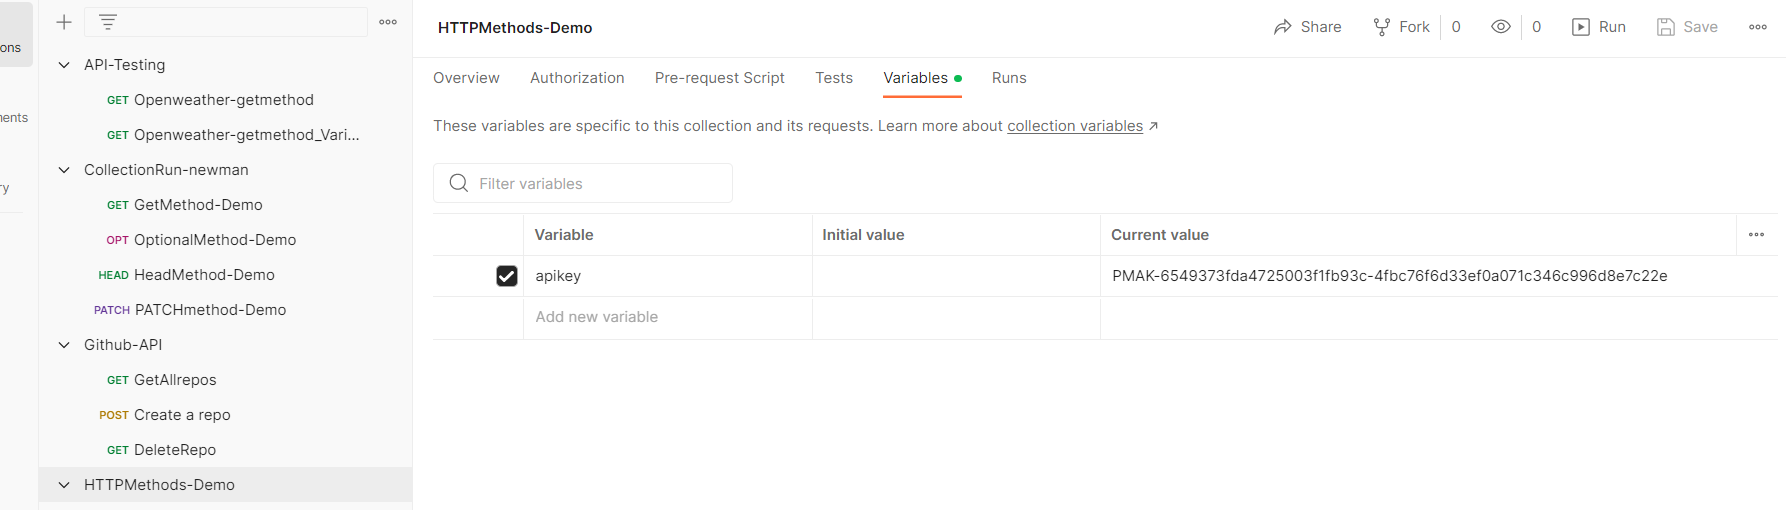 ons
ments
ry
API-Testing
GET Openweather-getmethod
GET Openweather-getmethod_Vari...
CollectionRun-newman
GET GetMethod-Demo
OPT OptionalMethod-Demo
HEAD HeadMethod-Demo
PATCH PATCHmethod-Demo
Github-API
GET GetAllrepos
POST Create a repo
GET DeleteRepo
HTTPMethods-Demo
HTTPMethods-Demo
Share Fork 0 0 Run Save
Overview Authorization Pre-request Script Tests Variables Runs
These variables are specific to this collection and its requests. Learn more about collection variables ↗
Filter variables
Variable Initial value Current value
apikey PMAK-6549373fda4725003f1fb93c-4fbc76f6d33ef0a071c346c996d8e7c22e
Add new variable